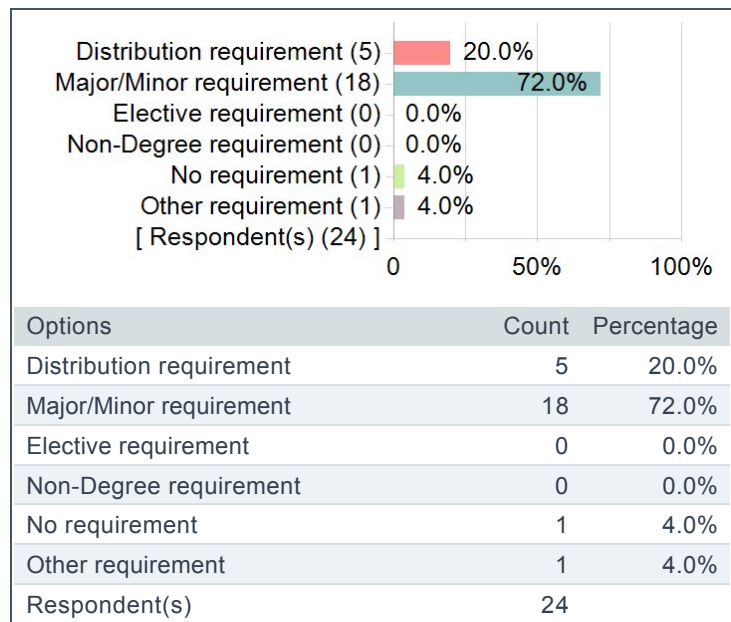 Distribution requirement (5) 20.0%
Major/Minor requirement (18) 72.0%
Elective requirement (0) 0.0%
Non-Degree requirement (0) 0.0%
No requirement (1) 4.0%
Other requirement (1) 4.0%
[ Respondent(s) (24) ]
0 50% 100%
Options Count Percentage
Distribution requirement 5 20.0%
Major/Minor requirement 18 72.0%
Elective requirement 0 0.0%
Non-Degree requirement 0 0.0%
No requirement 1 4.0%
Other requirement 1 4.0%
Respondent(s) 24